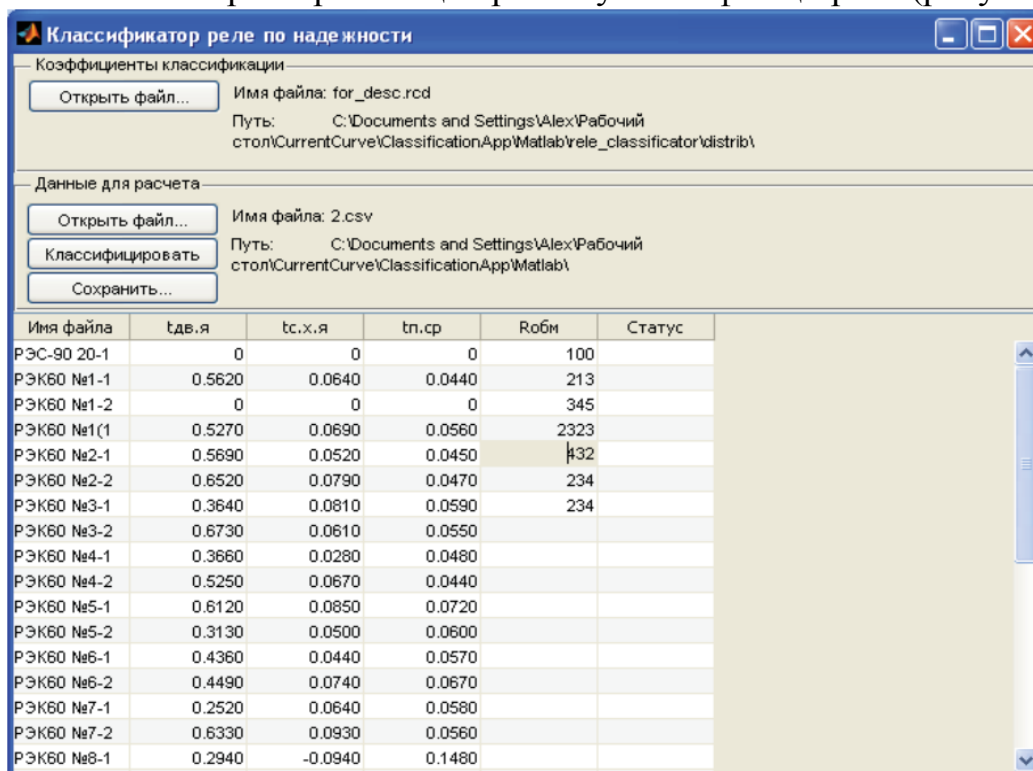 Классификатор реле по надежности
Коэффициенты классификации
Открыть файл...
Имя файла: for_desc.rcd
Путь: C:\Documents and Settings\Alex\Рабочий
стол\CurrentCurve\ClassificationApp\Matlab\rele_classificator\distrib\
Данные для расчета
Открыть файл...
Имя файла: 2.csv
Классифицировать
Путь: C:\Documents and Settings\Alex\Рабочий
стол\CurrentCurve\ClassificationApp\Matlab\
Сохранить...
Имя файла tдв.я tс.х.я tп.ср Rобм Статус
РЭС-90 20-1 0 0 0 100
РЭК60 №1-1 0.5620 0.0640 0.0440 213
РЭК60 №1-2 0 0 0 345
РЭК60 №1(1 0.5270 0.0690 0.0560 2323
РЭК60 №2-1 0.5690 0.0520 0.0450 432
РЭК60 №2-2 0.6520 0.0790 0.0470 234
РЭК60 №3-1 0.3640 0.0810 0.0590 234
РЭК60 №3-2 0.6730 0.0610 0.0550
РЭК60 №4-1 0.3660 0.0280 0.0480
РЭК60 №4-2 0.5250 0.0670 0.0440
РЭК60 №5-1 0.6120 0.0850 0.0720
РЭК60 №5-2 0.3130 0.0500 0.0600
РЭК60 №6-1 0.4360 0.0440 0.0570
РЭК60 №6-2 0.4490 0.0740 0.0670
РЭК60 №7-1 0.2520 0.0640 0.0580
РЭК60 №7-2 0.6330 0.0930 0.0560
РЭК60 №8-1 0.2940 -0.0940 0.1480